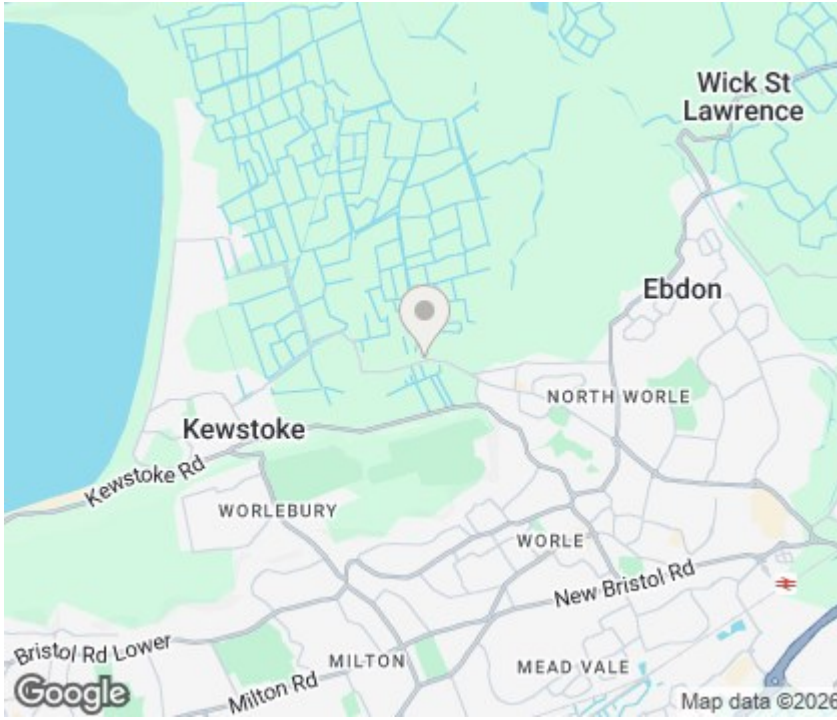 Wick St
Lawrence
Ebdon
NORTH WORLE
Kewstoke
Kewstoke Rd
WORLEBURY
WORLE
New Bristol Rd
Bristol Rd Lower
MILTON
MEAD VALE
Milton Rd
Google
Map data ©2026